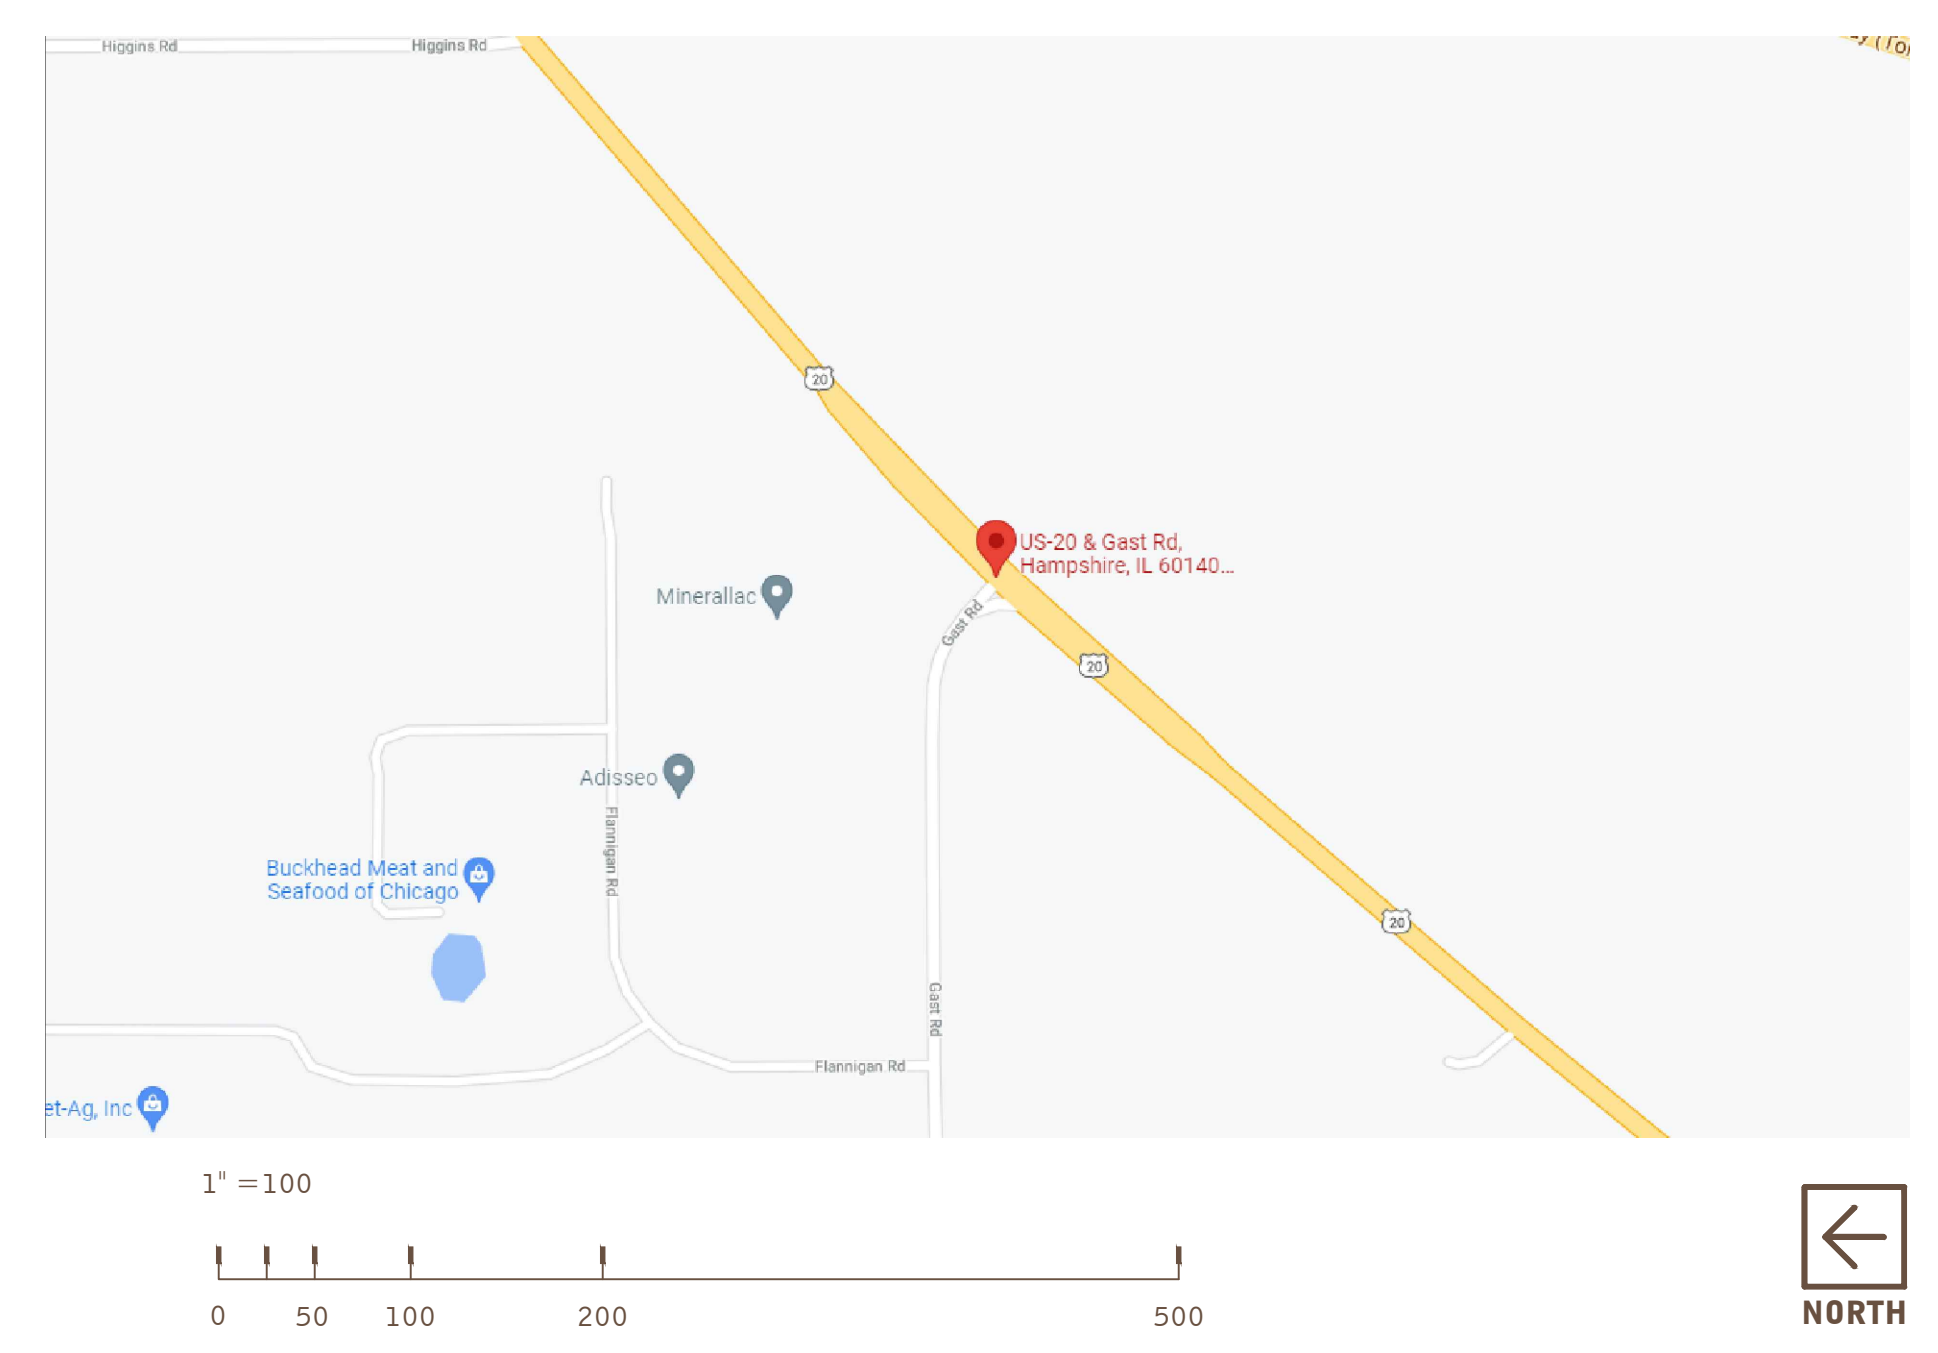 Higgins Rd
Higgins Rd
20
US-20 & Gast Rd,
Hampshire, IL 60140...
Minerallac
Gast Rd
20
Adisseo
Flannigan Rd
Buckhead Meat and
Seafood of Chicago
20
Gast Rd
Flannigan Rd
et-Ag, Inc
1" =100
0 50 100 200 500
NORTH